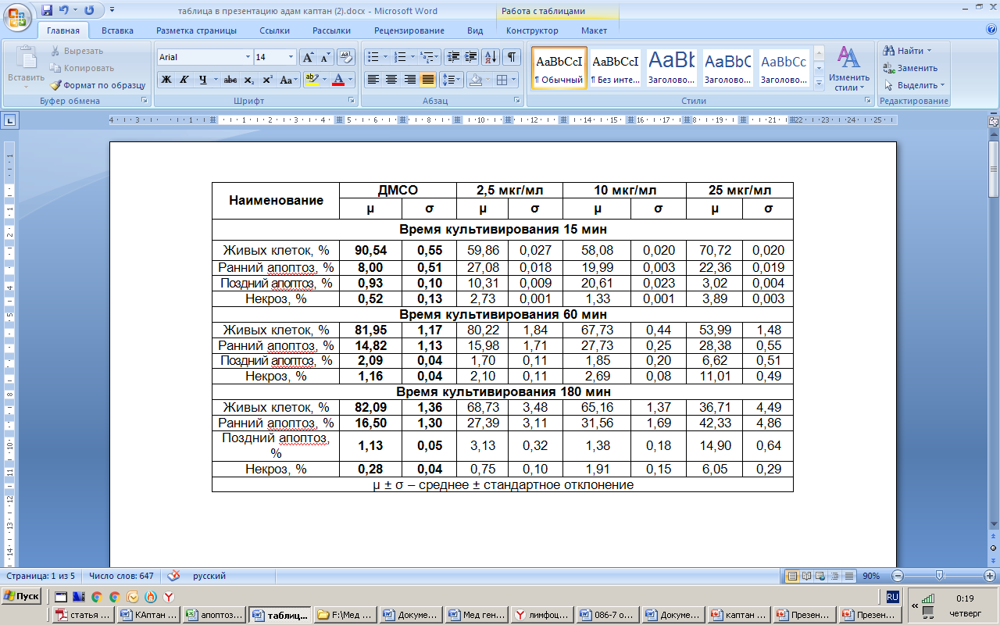 таблица в презентацию адам каптан (2).docx - Microsoft Word
Работа с таблицами
Главная Вставка Разметка страницы Ссылки Рассылки Рецензирование Вид Конструктор Макет
Вставить
Вырезать
Копировать
Формат по образцу
Буфер обмена
Arial 14
Ж К Ч abc x₂ x² Aa
Шрифт
Абзац
AaBbCcI AaBbCcI AaBb AaBbC AaBbCc
¶ Обычный ¶ Без инте... Заголово... Заголово... Заголово...
Стили
Изменить
стили
Найти
Заменить
Выделить
Редактирование
Наименование ДМСО 2,5 мкг/мл 10 мкг/мл 25 мкг/мл
μ σ μ σ μ σ μ σ
Время культивирования 15 мин
Живых клеток, % 90,54 0,55 59,86 0,027 58,08 0,020 70,72 0,020
Ранний апоптоз, % 8,00 0,51 27,08 0,018 19,99 0,003 22,36 0,019
Поздний апоптоз, % 0,93 0,10 10,31 0,009 20,61 0,023 3,02 0,004
Некроз, % 0,52 0,13 2,73 0,001 1,33 0,001 3,89 0,003
Время культивирования 60 мин
Живых клеток, % 81,95 1,17 80,22 1,84 67,73 0,44 53,99 1,48
Ранний апоптоз, % 14,82 1,13 15,98 1,71 27,73 0,25 28,38 0,55
Поздний апоптоз, % 2,09 0,04 1,70 0,11 1,85 0,20 6,62 0,51
Некроз, % 1,16 0,04 2,10 0,11 2,69 0,08 11,01 0,49
Время культивирования 180 мин
Живых клеток, % 82,09 1,36 68,73 3,48 65,16 1,37 36,71 4,49
Ранний апоптоз, % 16,50 1,30 27,39 3,11 31,56 1,69 42,33 4,86
Поздний апоптоз,
% 1,13 0,05 3,13 0,32 1,38 0,18 14,90 0,64
Некроз, % 0,28 0,04 0,75 0,10 1,91 0,15 6,05 0,29
μ ± σ – среднее ± стандартное отклонение
Страница: 1 из 5 Число слов: 647 русский 90%
Пуск
RU
0:19
четверг
статья ... КАптан ... апоптоз... таблиц... F:\Мед ... Докуме... Мед ген... лимфоц... 086-7 о... Докуме... каптан ... Презен... Презен...